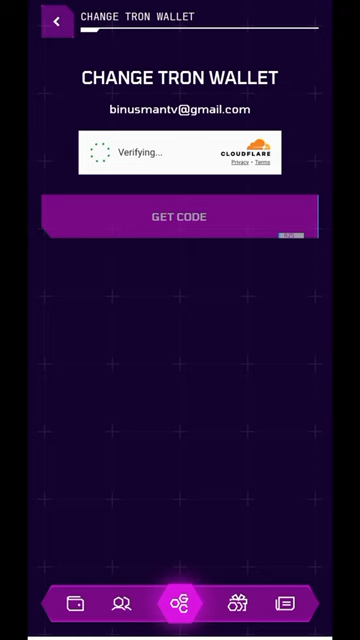 CHANGE TRON WALLET
CHANGE TRON WALLET
binusmantv@gmail.com
Verifying...
CLOUDFLARE
Privacy • Terms
GET CODE